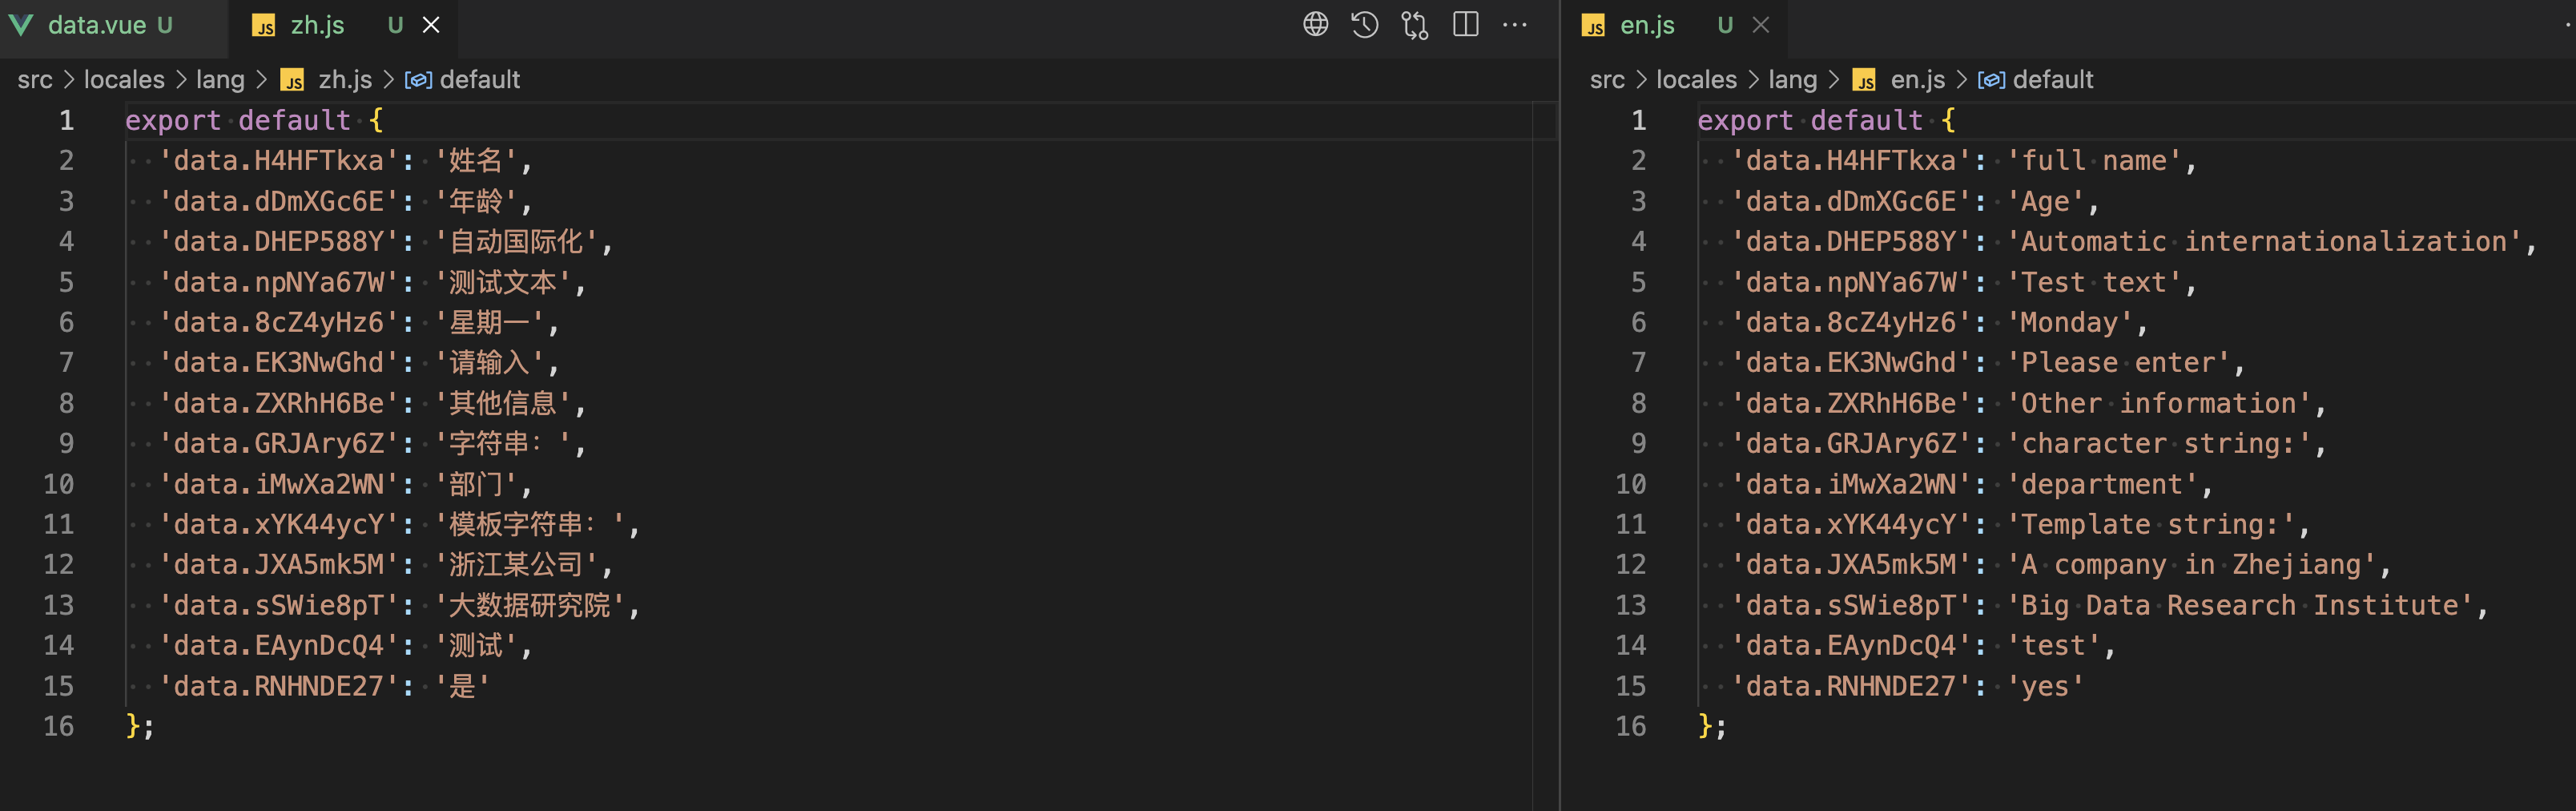 data.vue U
JS zh.js U
src > locales > lang > JS zh.js > default
1 export default {
2 'data.H4HFTkxa': '姓名',
3 'data.dDmXGc6E': '年龄',
4 'data.DHEP588Y': '自动国际化',
5 'data.npNYa67W': '测试文本',
6 'data.8cZ4yHz6': '星期一',
7 'data.EK3NwGhd': '请输入',
8 'data.ZXRhH6Be': '其他信息',
9 'data.GRJAry6Z': '字符串：',
10 'data.iMwXa2WN': '部门',
11 'data.xYK44ycY': '模板字符串：',
12 'data.JXA5mk5M': '浙江某公司',
13 'data.sSWie8pT': '大数据研究院',
14 'data.EAynDcQ4': '测试',
15 'data.RNHNDE27': '是'
16 };
JS en.js U
src > locales > lang > JS en.js > default
1 export default {
2 'data.H4HFTkxa': 'full name',
3 'data.dDmXGc6E': 'Age',
4 'data.DHEP588Y': 'Automatic internationalization',
5 'data.npNYa67W': 'Test text',
6 'data.8cZ4yHz6': 'Monday',
7 'data.EK3NwGhd': 'Please enter',
8 'data.ZXRhH6Be': 'Other information',
9 'data.GRJAry6Z': 'character string:',
10 'data.iMwXa2WN': 'department',
11 'data.xYK44ycY': 'Template string:',
12 'data.JXA5mk5M': 'A company in Zhejiang',
13 'data.sSWie8pT': 'Big Data Research Institute',
14 'data.EAynDcQ4': 'test',
15 'data.RNHNDE27': 'yes'
16 };